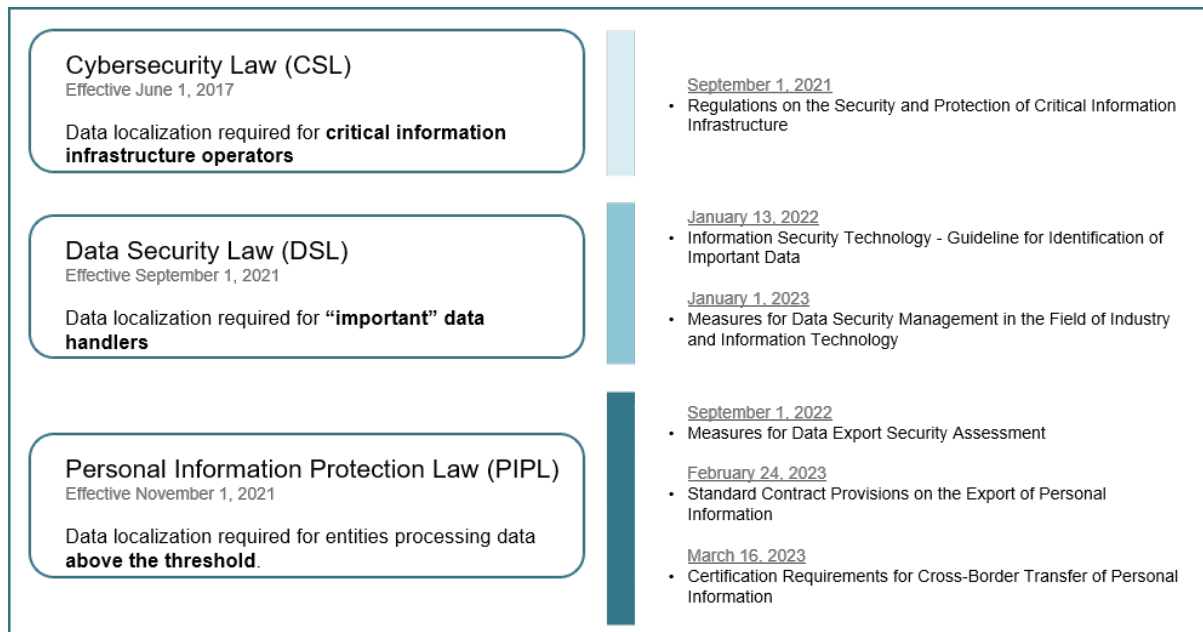 Cybersecurity Law (CSL)
Effective June 1, 2017
Data localization required for critical information
infrastructure operators
September 1, 2021
• Regulations on the Security and Protection of Critical Information
Infrastructure
Data Security Law (DSL)
Effective September 1, 2021
Data localization required for “important” data
handlers
January 13, 2022
• Information Security Technology - Guideline for Identification of
Important Data
January 1, 2023
• Measures for Data Security Management in the Field of Industry
and Information Technology
Personal Information Protection Law (PIPL)
Effective November 1, 2021
Data localization required for entities processing data
above the threshold.
September 1, 2022
• Measures for Data Export Security Assessment
February 24, 2023
• Standard Contract Provisions on the Export of Personal
Information
March 16, 2023
• Certification Requirements for Cross-Border Transfer of Personal
Information